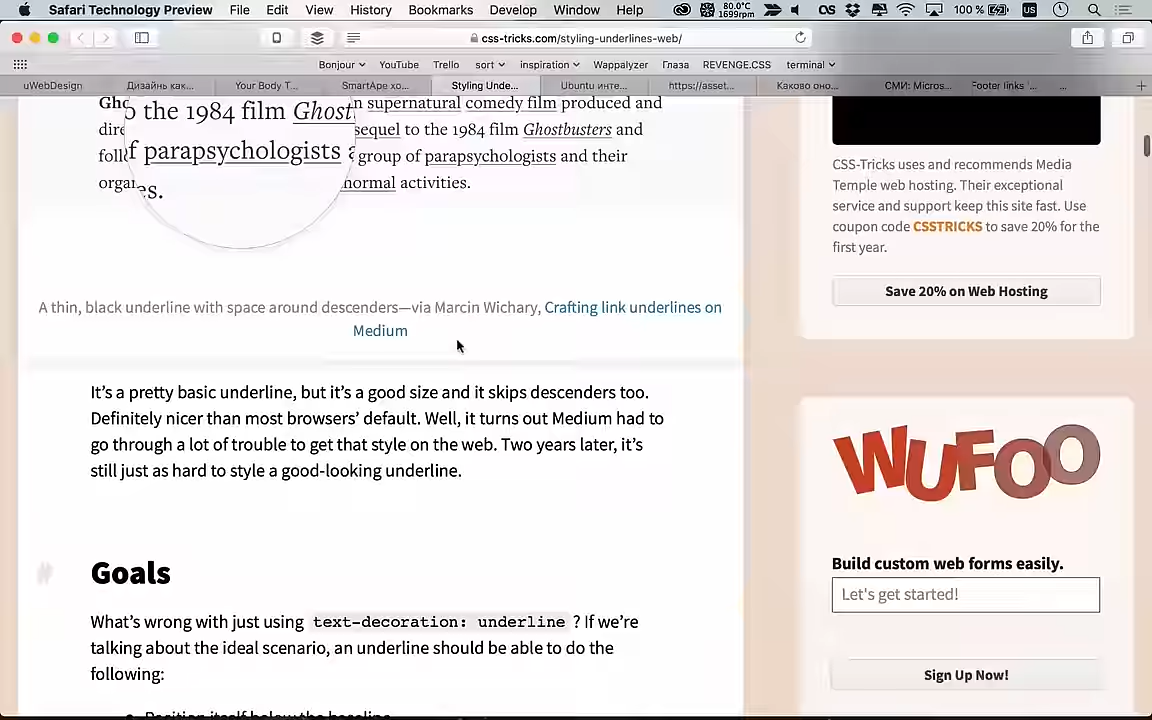 Safari Technology Preview File Edit View History Bookmarks Develop Window Help 80.0°C 1699rpm 100 % US
css-tricks.com/styling-underlines-web/
Bonjour YouTube Trello sort inspiration Wappalyzer Глаза REVENGE.CSS terminal
uWebDesign Дизайнь как... Your Body T... SmartApe хо... Styling Unde... Ubuntu инте... https://asset... Каково оно... СМИ: Micros... Footer links '... ...
n supernatural comedy film produced and
sequel to the 1984 film Ghostbusters and
group of parapsychologists and their
normal activities.
the 1984 film Ghost
f parapsychologists
es.
A thin, black underline with space around descenders—via Marcin Wichary, Crafting link underlines on
Medium
It’s a pretty basic underline, but it’s a good size and it skips descenders too.
Definitely nicer than most browsers’ default. Well, it turns out Medium had to
go through a lot of trouble to get that style on the web. Two years later, it’s
still just as hard to style a good-looking underline.
# Goals
What’s wrong with just using text-decoration: underline ? If we’re
talking about the ideal scenario, an underline should be able to do the
following:
Position itself below the baseline
CSS-Tricks uses and recommends Media
Temple web hosting. Their exceptional
service and support keep this site fast. Use
coupon code CSSTRICKS to save 20% for the
first year.
Save 20% on Web Hosting
WUFOO
Build custom web forms easily.
Let's get started!
Sign Up Now!